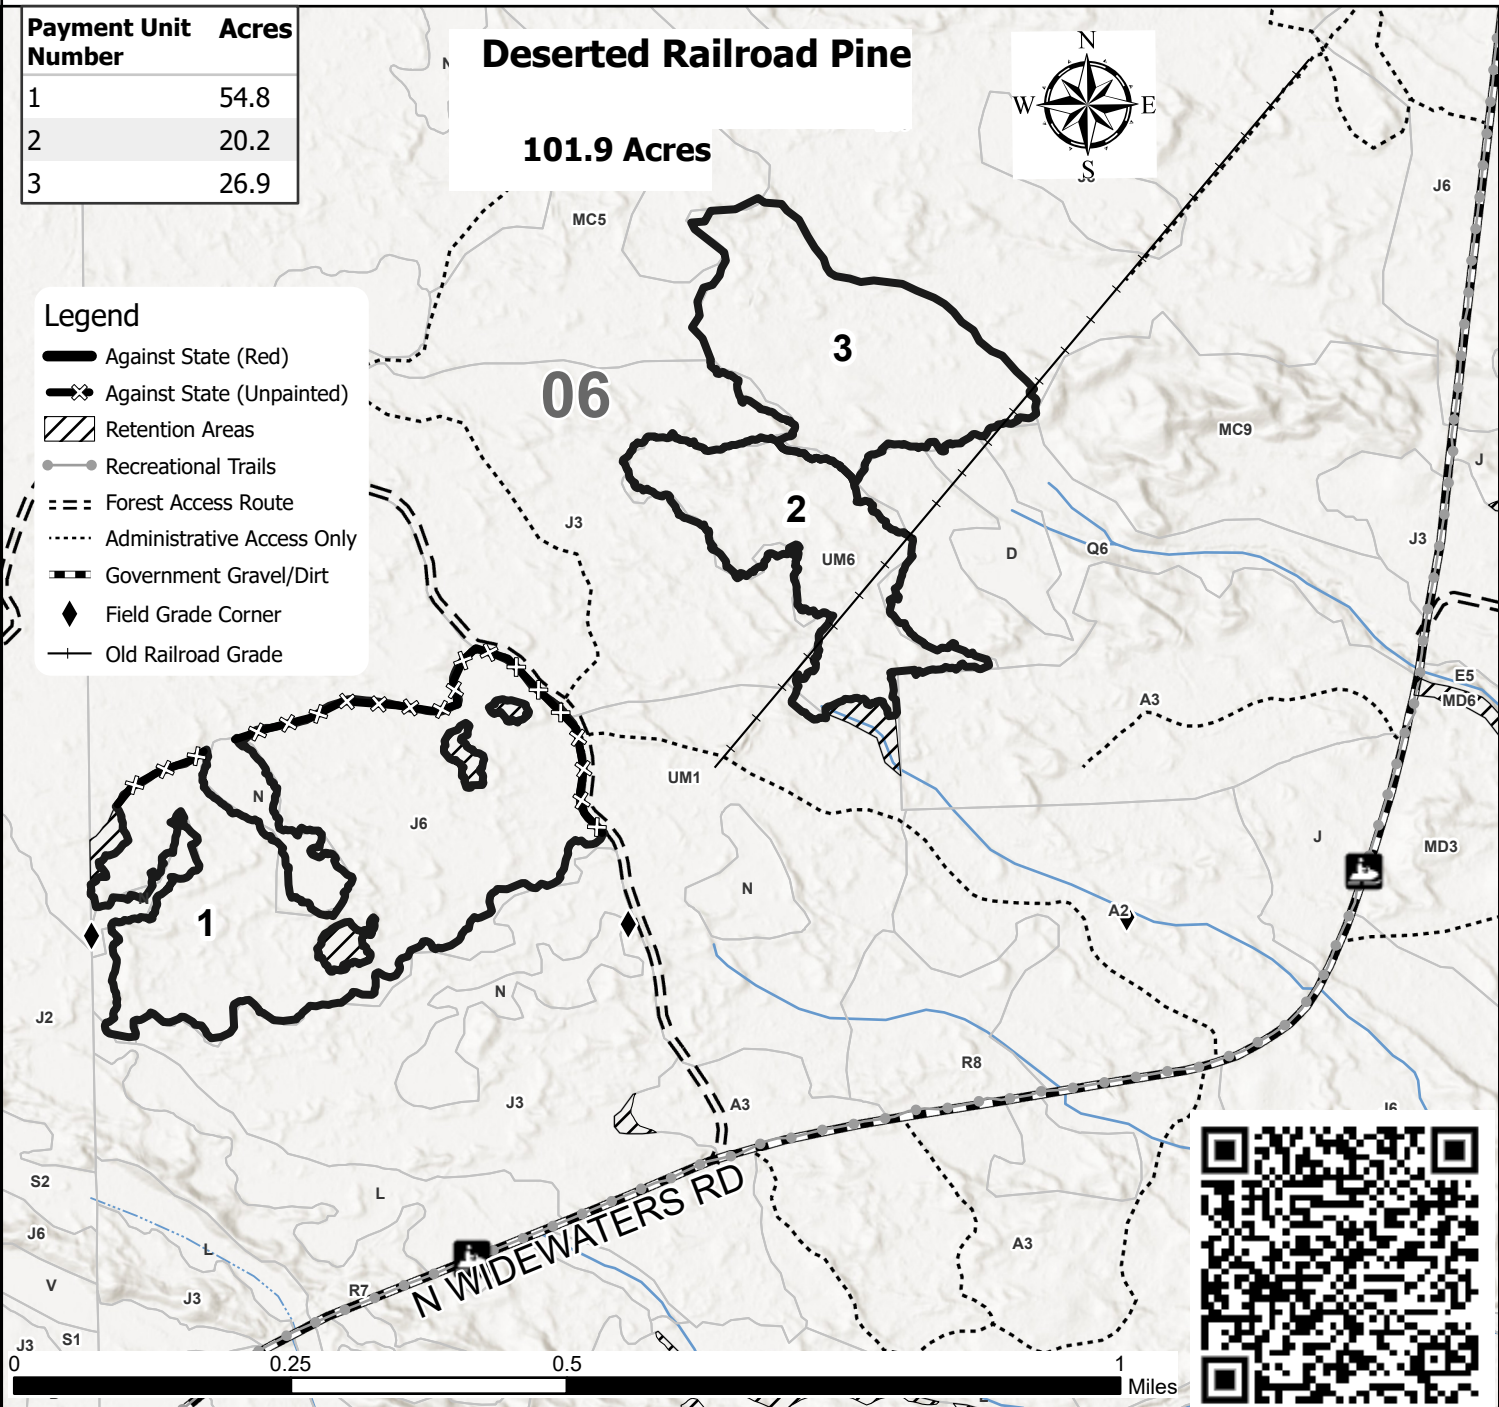 Payment Unit Number Acres
1 54.8
2 20.2
3 26.9
Deserted Railroad Pine
101.9 Acres
N
W E
S
Legend
Against State (Red)
Against State (Unpainted)
Retention Areas
Recreational Trails
Forest Access Route
Administrative Access Only
Government Gravel/Dirt
Field Grade Corner
Old Railroad Grade
MC5
J6
J6
3
06
MC9
J
2
J3
UM6
D
Q6
J3
E5
MD6
A3
UM1
N
J6
J
MD3
N
A2
1
N
J2
R8
J3
A3
J6
S2
L
J6
L
A3
V
J3
R7
N WIDEWATERS RD
J3
S1
0 0.25 0.5 1
Miles